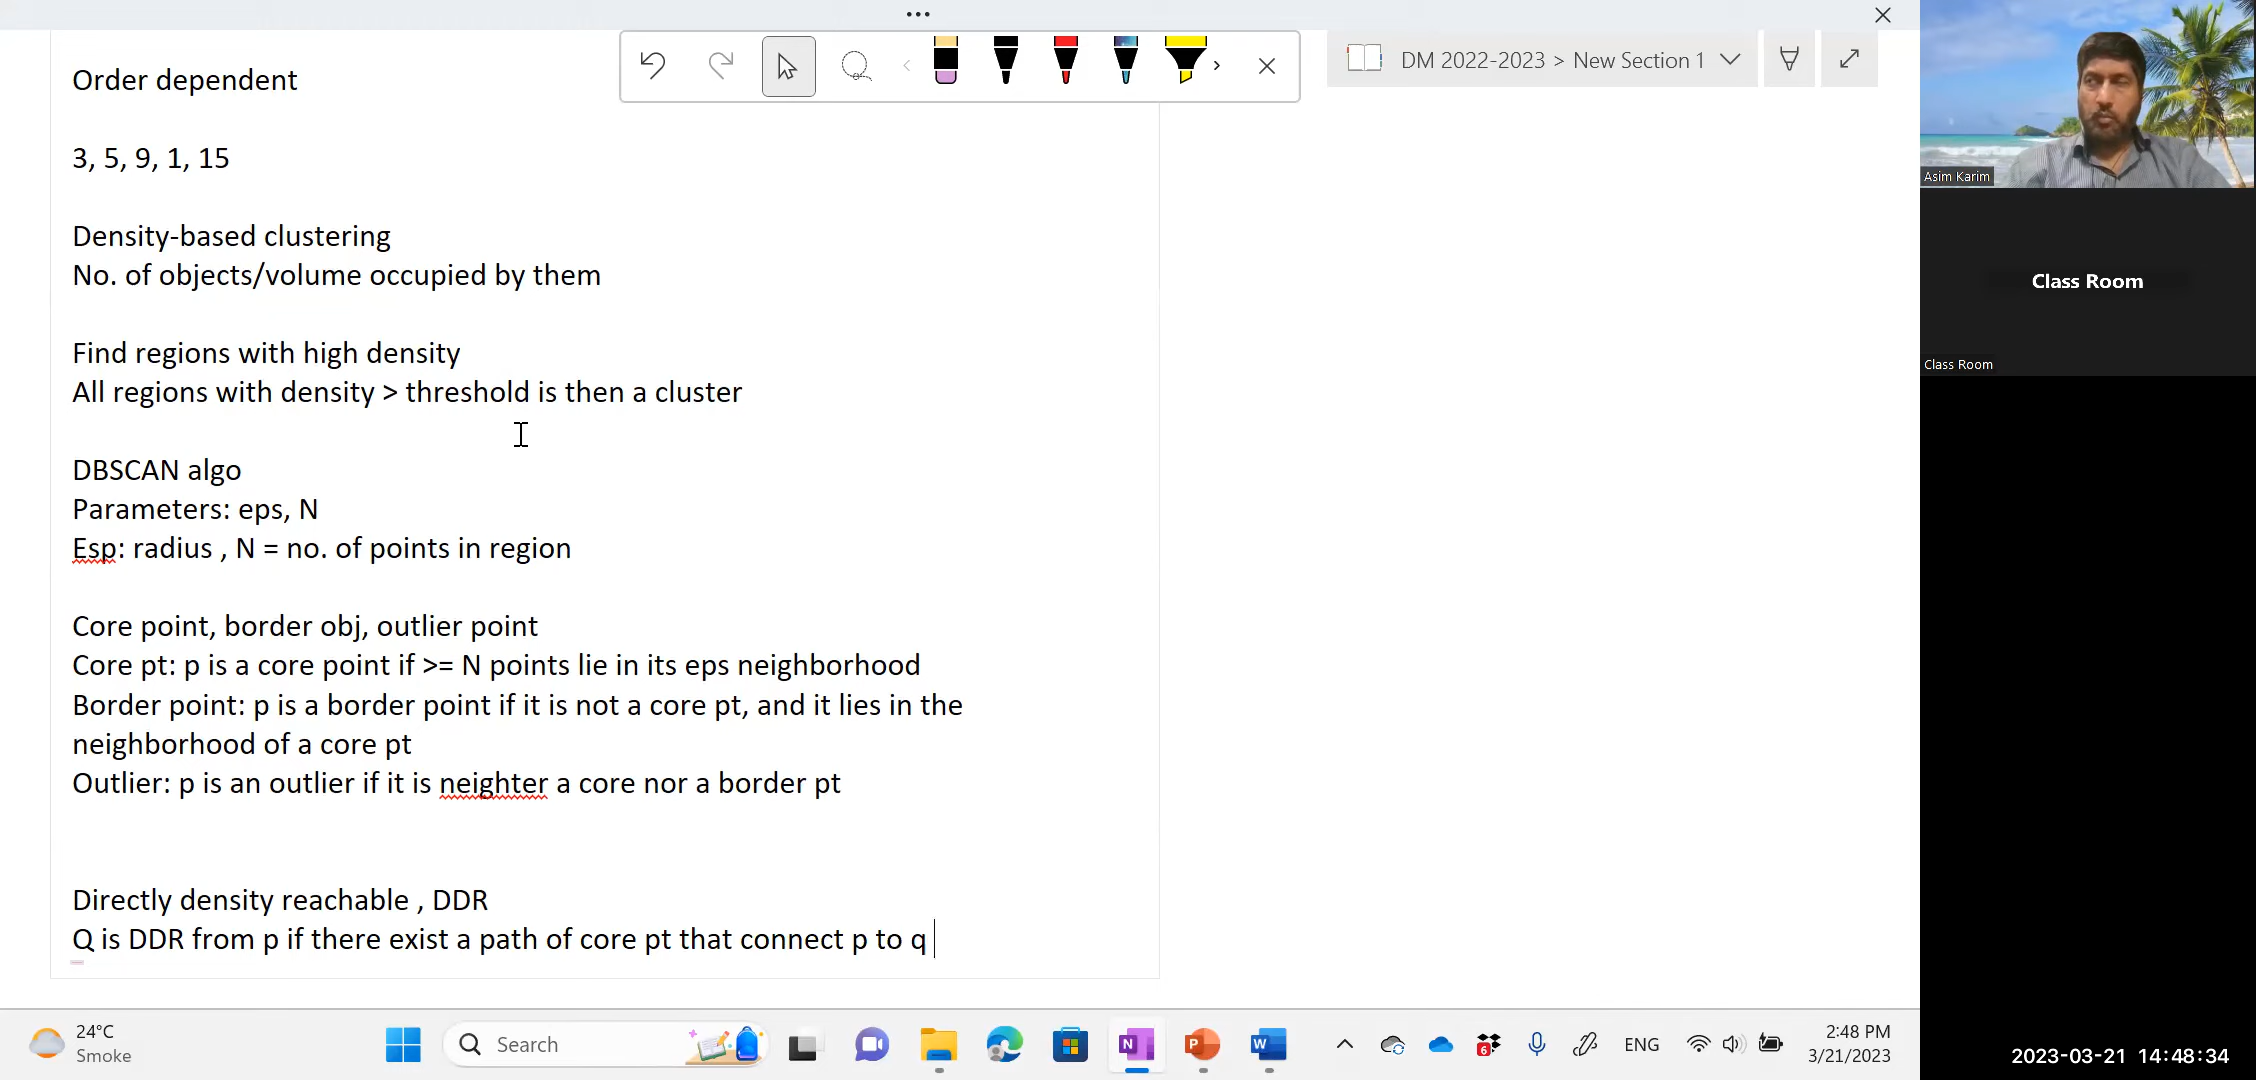 DM 2022-2023 > New Section 1
Order dependent
3, 5, 9, 1, 15
Density-based clustering
No. of objects/volume occupied by them
Find regions with high density
All regions with density > threshold is then a cluster
DBSCAN algo
Parameters: eps, N
Esp: radius , N = no. of points in region
Core point, border obj, outlier point
Core pt: p is a core point if >= N points lie in its eps neighborhood
Border point: p is a border point if it is not a core pt, and it lies in the
neighborhood of a core pt
Outlier: p is an outlier if it is neighter a core nor a border pt
Directly density reachable , DDR
Q is DDR from p if there exist a path of core pt that connect p to q
Asim Karim
Class Room
Class Room
24°C
Smoke
Search
N
P
W
6
ENG
2:48 PM
3/21/2023
2023-03-21 14:48:34